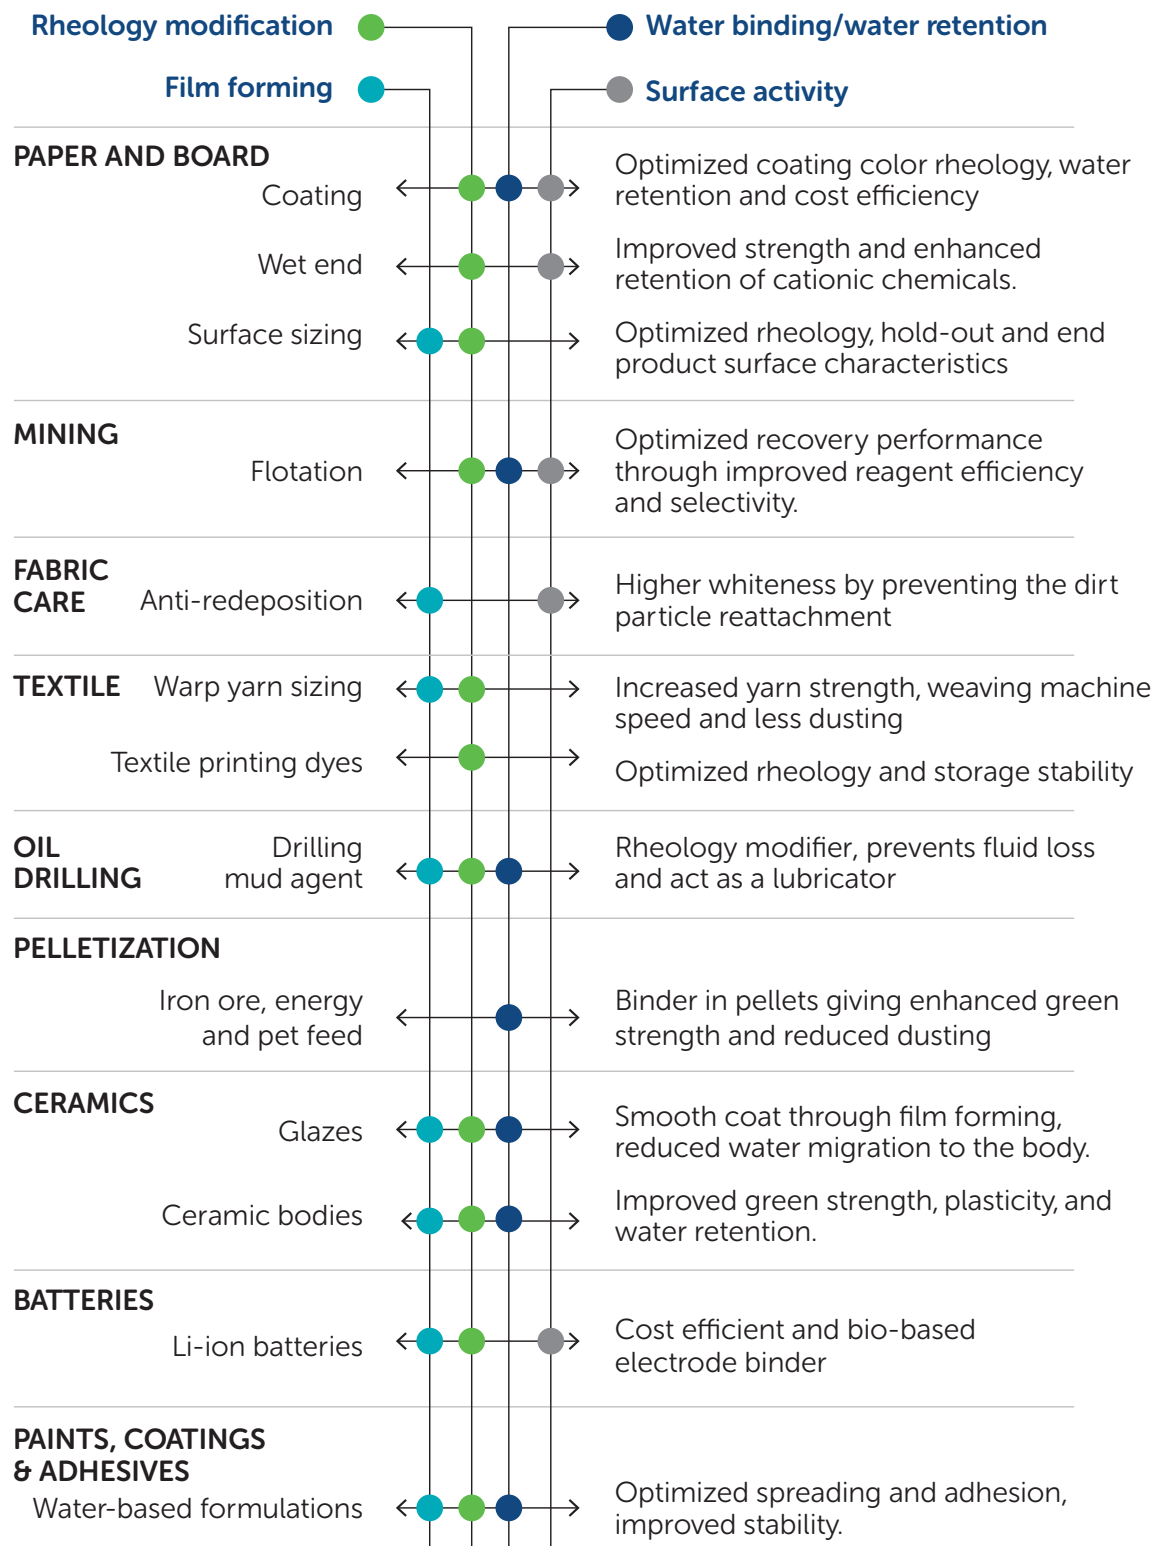 Rheology modification
Water binding/water retention
Film forming
Surface activity
PAPER AND BOARD
Coating
Optimized coating color rheology, water
retention and cost efficiency
Wet end
Improved strength and enhanced
retention of cationic chemicals.
Surface sizing
Optimized rheology, hold-out and end
product surface characteristics
MINING
Flotation
Optimized recovery performance
through improved reagent efficiency
and selectivity.
FABRIC
CARE
Anti-redeposition
Higher whiteness by preventing the dirt
particle reattachment
TEXTILE
Warp yarn sizing
Increased yarn strength, weaving machine
speed and less dusting
Textile printing dyes
Optimized rheology and storage stability
OIL
DRILLING
Drilling
mud agent
Rheology modifier, prevents fluid loss
and act as a lubricator
PELLETIZATION
Iron ore, energy
and pet feed
Binder in pellets giving enhanced green
strength and reduced dusting
CERAMICS
Glazes
Smooth coat through film forming,
reduced water migration to the body.
Ceramic bodies
Improved green strength, plasticity, and
water retention.
BATTERIES
Li-ion batteries
Cost efficient and bio-based
electrode binder
PAINTS, COATINGS
& ADHESIVES
Water-based formulations
Optimized spreading and adhesion,
improved stability.